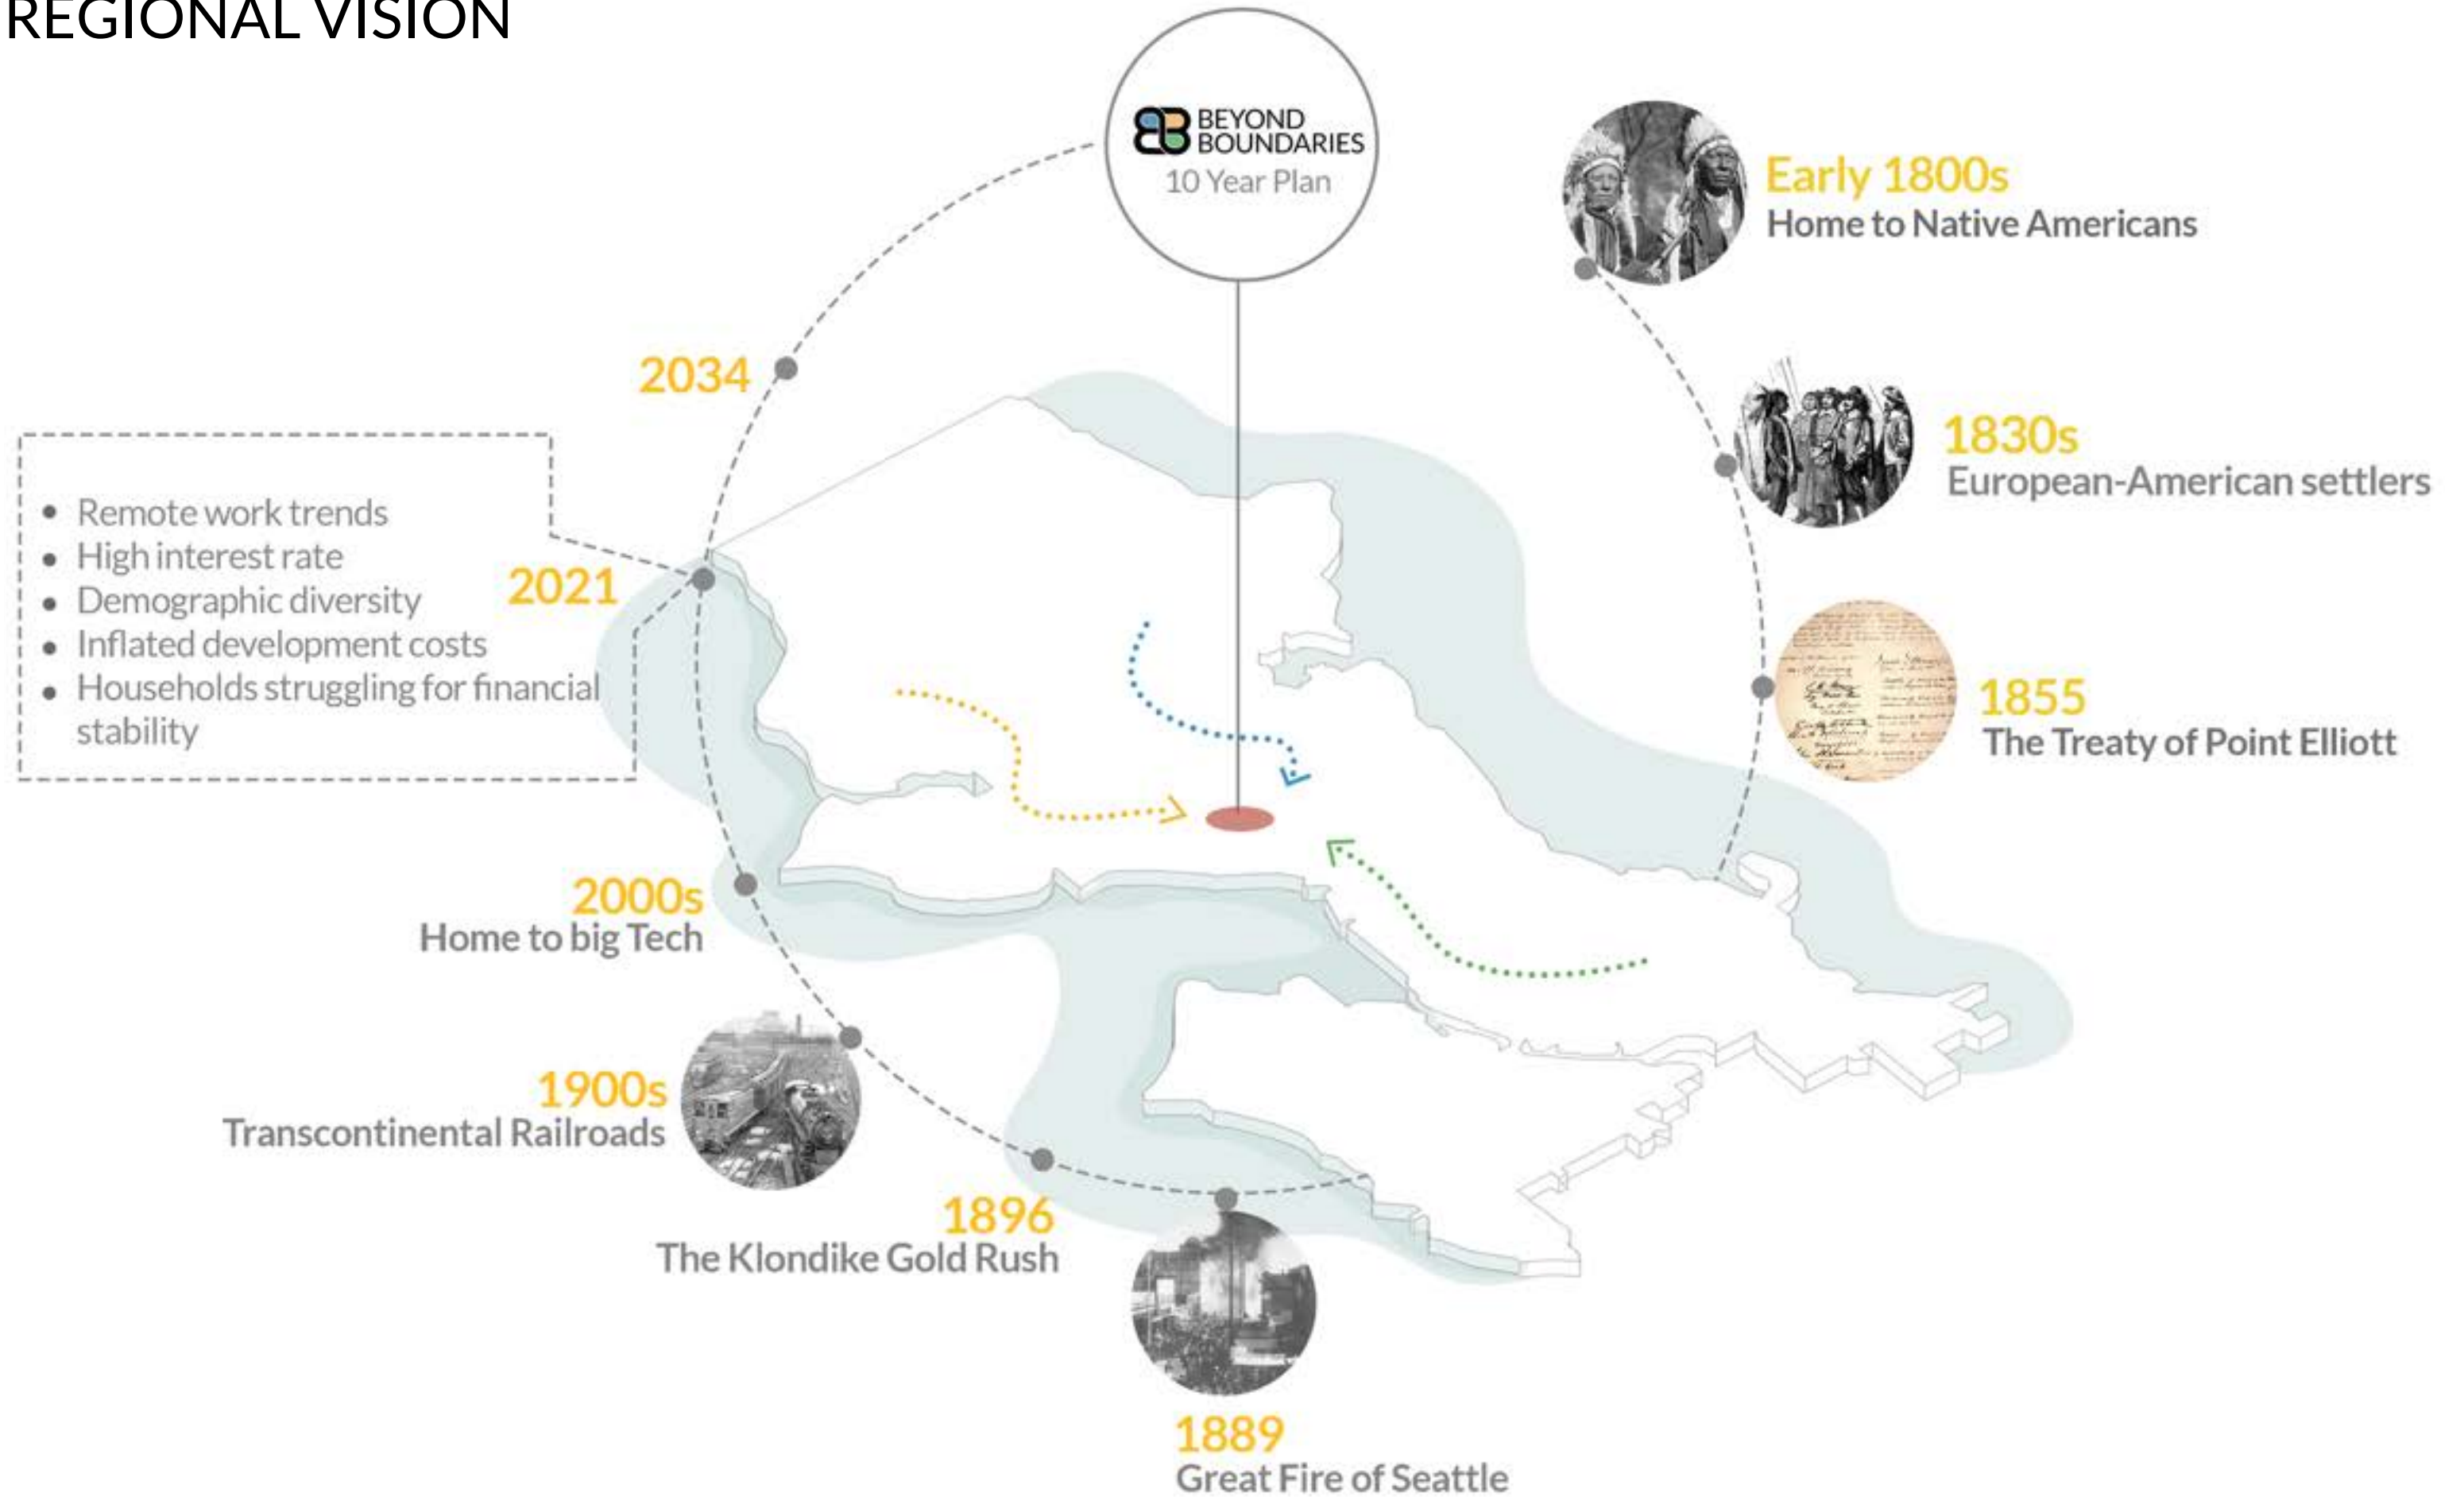 REGIONAL VISION
BEYOND
BOUNDARIES
10 Year Plan
Early 1800s
Home to Native Americans
1830s
European-American settlers
1855
The Treaty of Point Elliott
1889
Great Fire of Seattle
1896
The Klondike Gold Rush
1900s
Transcontinental Railroads
2000s
Home to big Tech
2021
• Remote work trends
• High interest rate
• Demographic diversity
• Inflated development costs
• Households struggling for financial
stability
2034